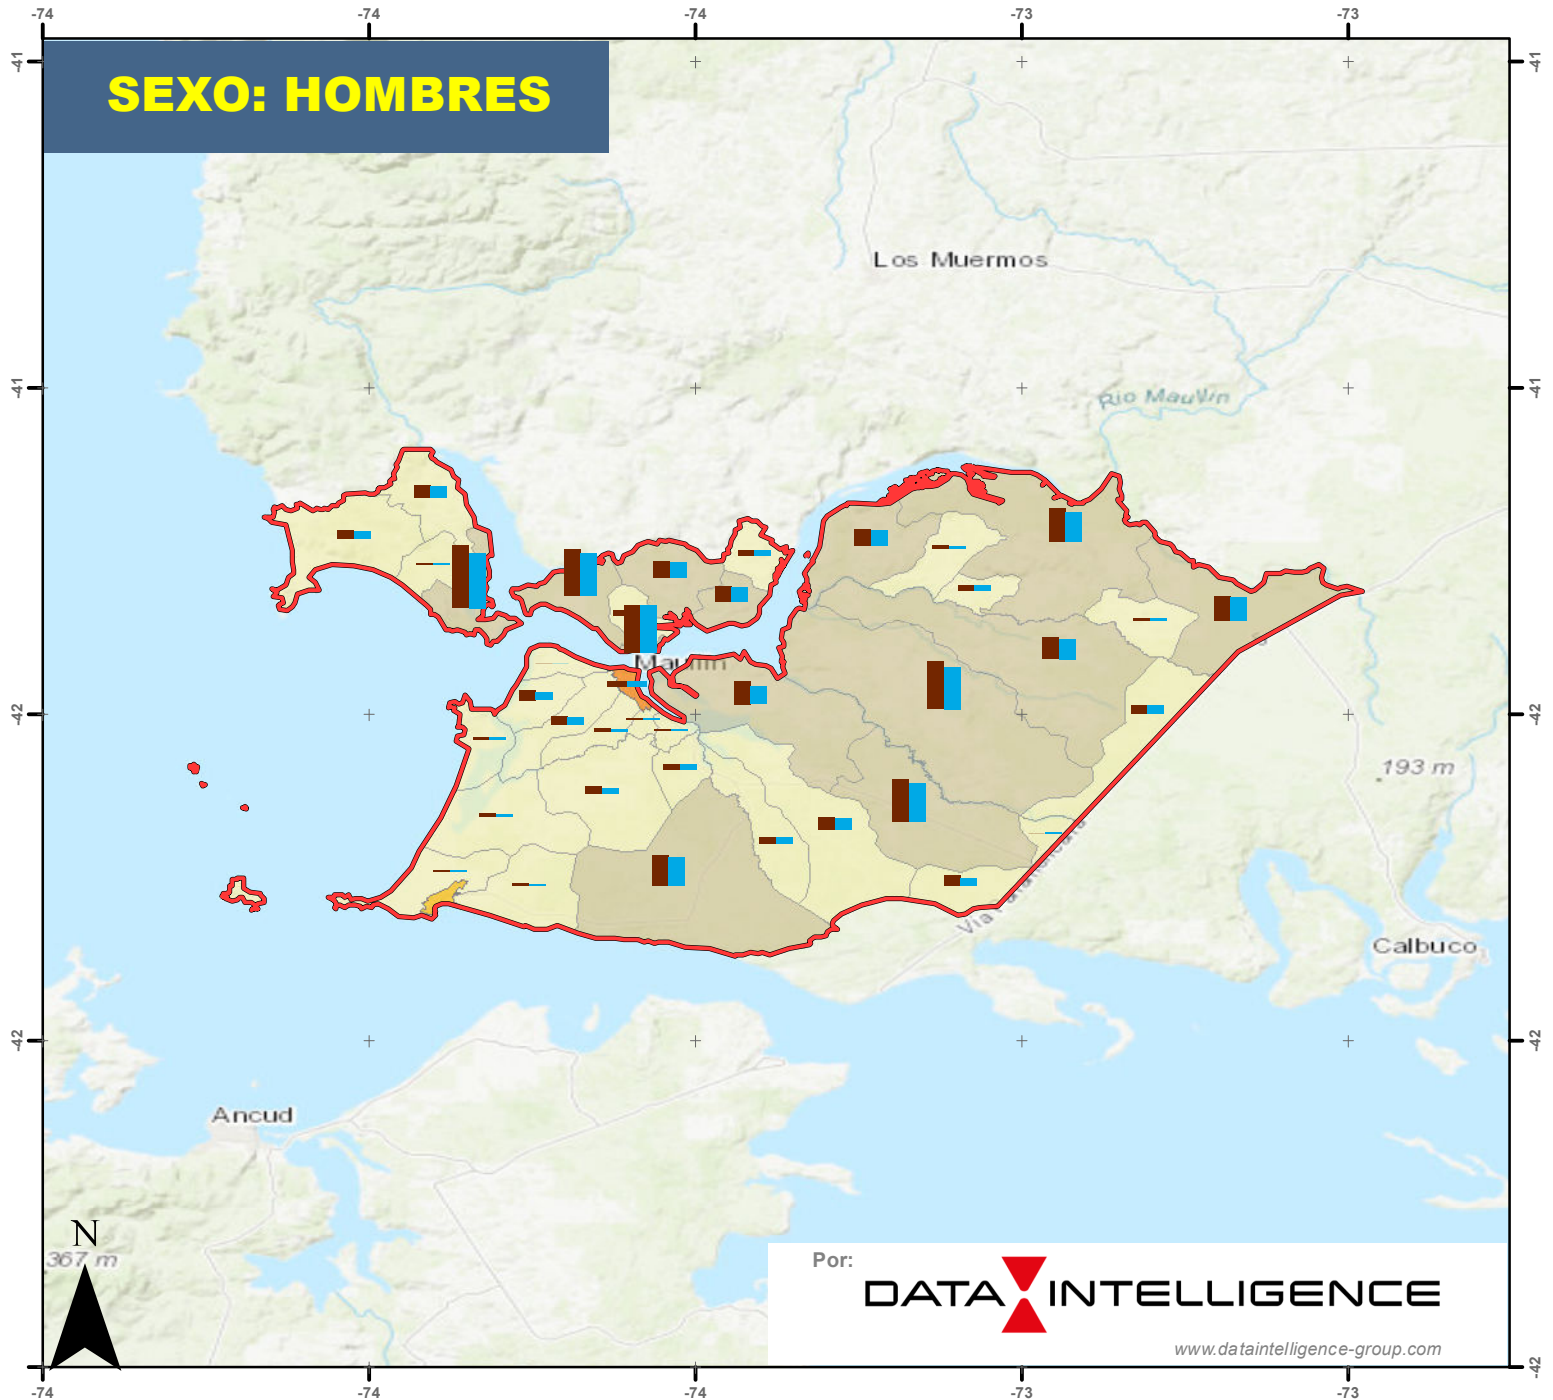 -74 -74 -74 -73 -73
SEXO: HOMBRES
-41 -41
Los Muermos
-41 -41
Rio Maullin
Maullin
-42 -42
193 m
Calbuco
-42 -42
Ancud
N
367 m
Por:
DATA INTELLIGENCE
www.dataintelligence-group.com
-42
-74 -74 -74 -73 -73